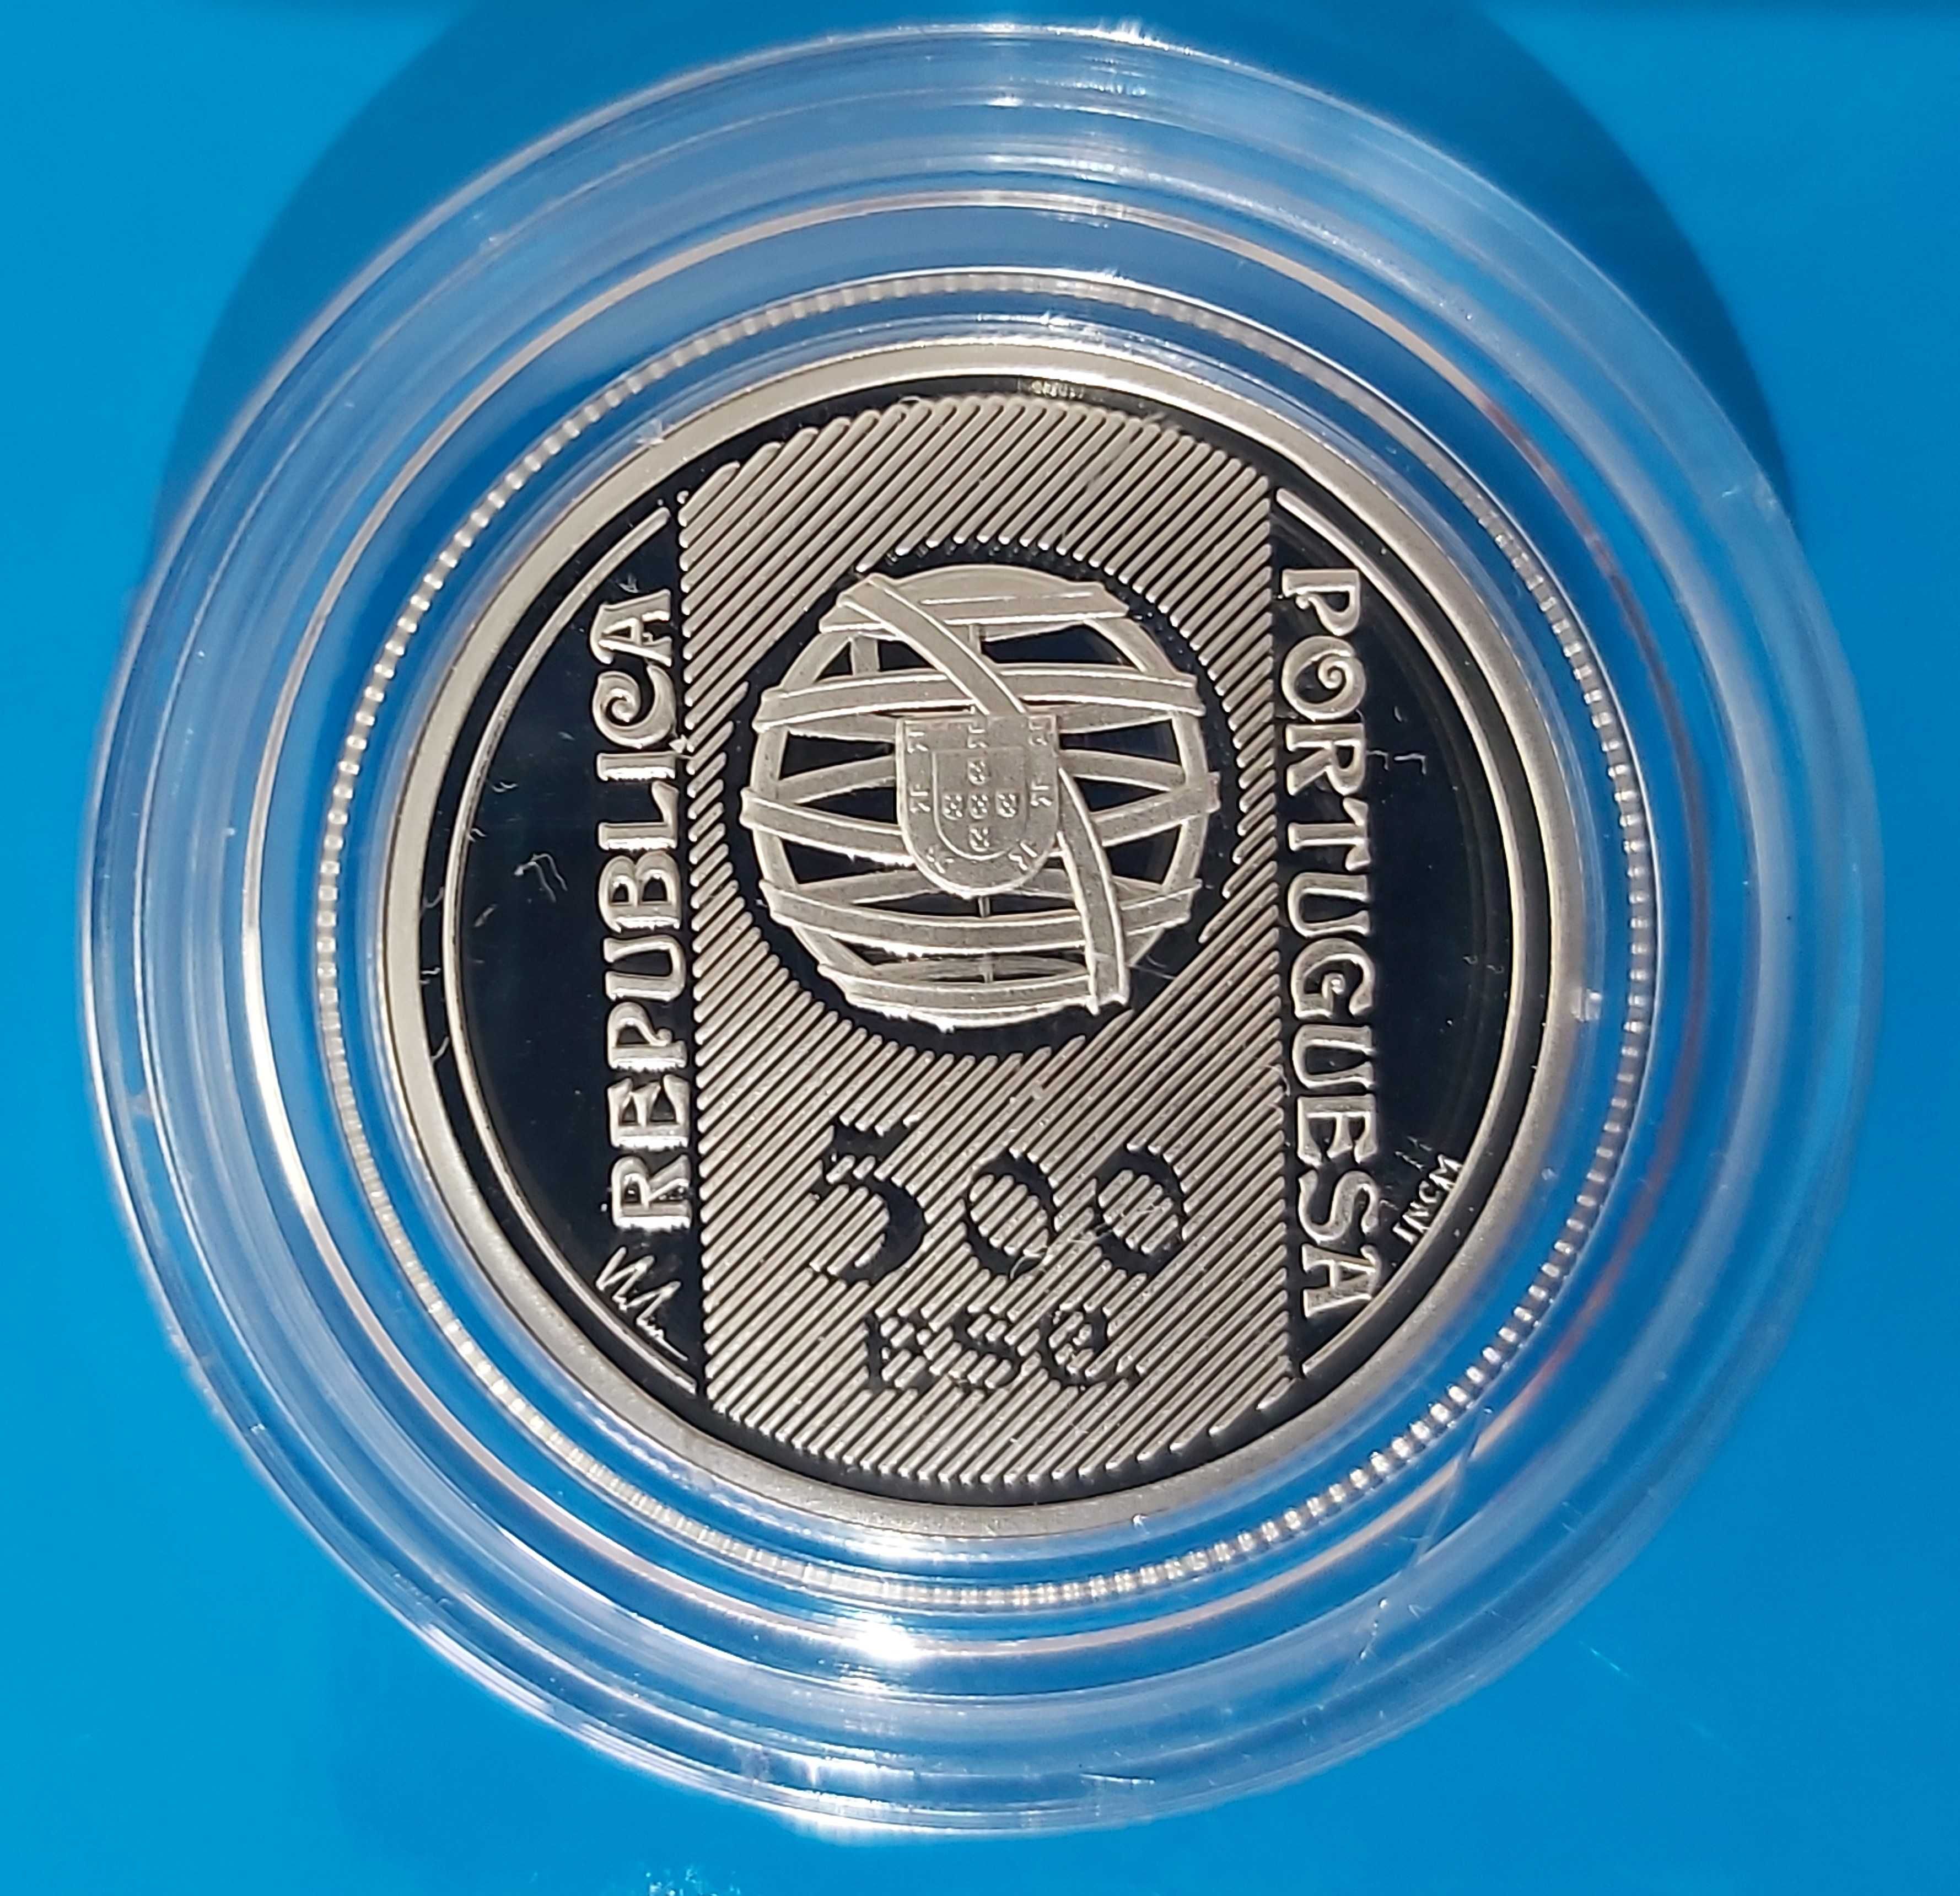 REPUBLICA
PORTUGUESA
500
ESC.
INCM